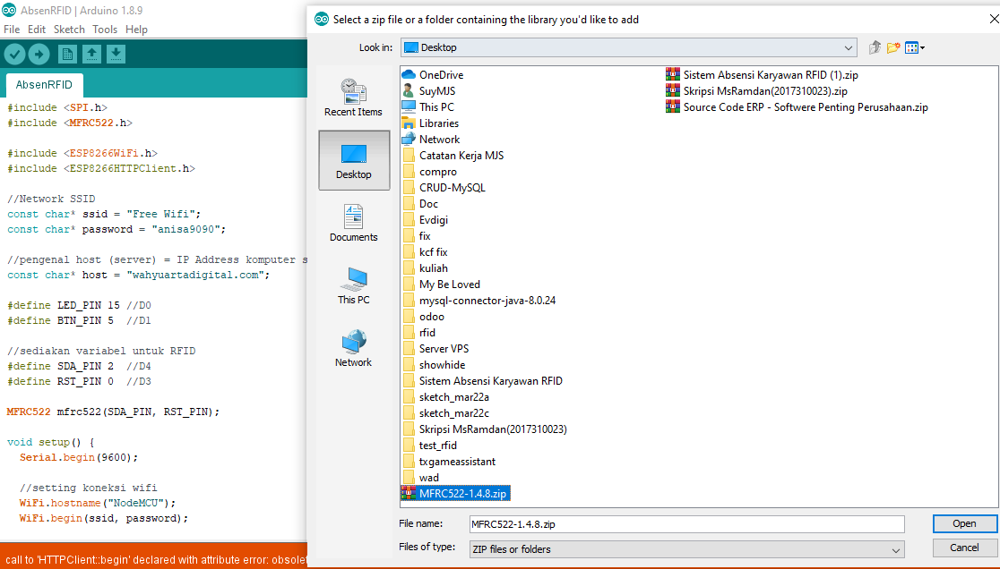 AbsenRFID | Arduino 1.8.9
File Edit Sketch Tools Help
AbsenRFID
#include <SPI.h>
#include <MFRC522.h>
#include <ESP8266WiFi.h>
#include <ESP8266HTTPClient.h>
//Network SSID
const char* ssid = "Free Wifi";
const char* password = "anisa9090";
//pengenal host (server) = IP Address komputer s
const char* host = "wahyuartadigital.com";
#define LED_PIN 15 //D0
#define BTN_PIN 5  //D1
//sediakan variabel untuk RFID
#define SDA_PIN 2  //D4
#define RST_PIN 0  //D3
MFRC522 mfrc522(SDA_PIN, RST_PIN);
void setup() {
Serial.begin(9600);
//setting koneksi wifi
WiFi.hostname("NodeMCU");
WiFi.begin(ssid, password);
call to 'HTTPClient::begin' declared with attribute error: obsolet
Select a zip file or a folder containing the library you'd like to add
Look in:
Desktop
Recent Items
Desktop
Documents
This PC
Network
OneDrive
SuyMJS
This PC
Libraries
Network
Catatan Kerja MJS
compro
CRUD-MySQL
Doc
Evdigi
fix
kcf fix
kuliah
My Be Loved
mysql-connector-java-8.0.24
odoo
rfid
Server VPS
showhide
Sistem Absensi Karyawan RFID
sketch_mar22a
sketch_mar22c
Skripsi MsRamdan(2017310023)
test_rfid
txgameassistant
wad
MFRC522-1.4.8.zip
Sistem Absensi Karyawan RFID (1).zip
Skripsi MsRamdan(2017310023).zip
Source Code ERP - Softwere Penting Perusahaan.zip
File name:
MFRC522-1.4.8.zip
Open
Files of type:
ZIP files or folders
Cancel